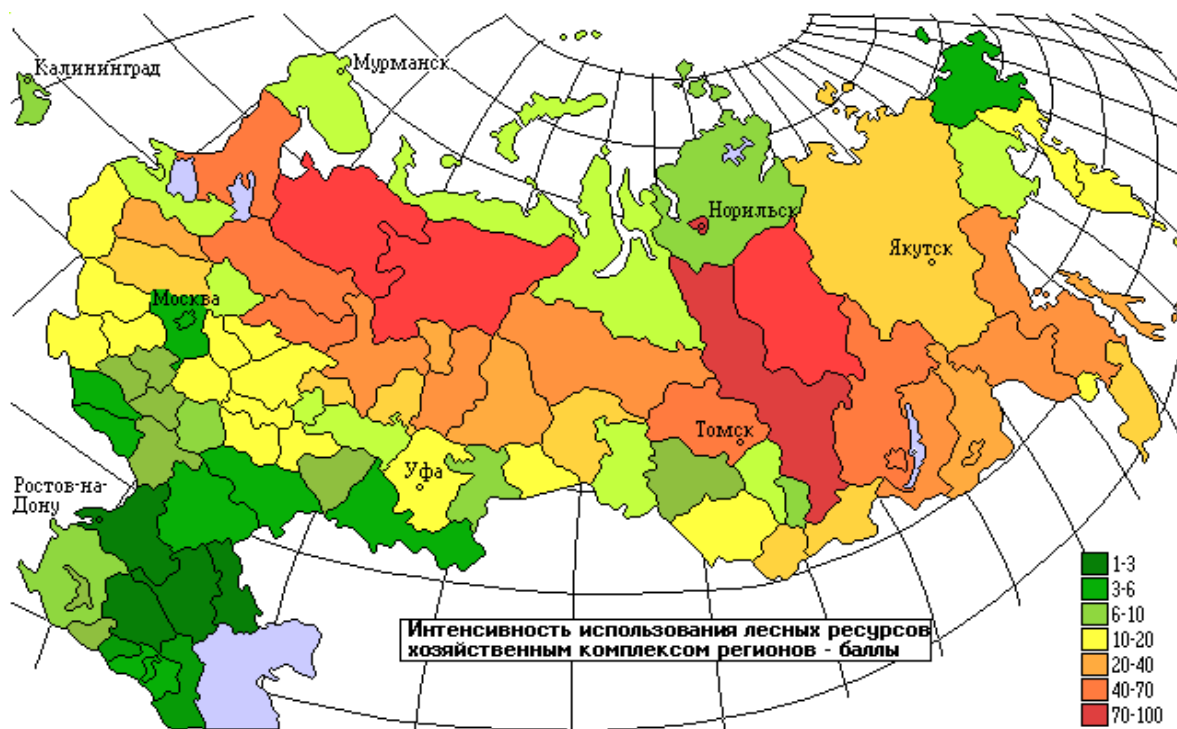 Калининград
Мурманск
Норильск
Якутск
Москва
Томск
Уфа
Ростов-на-
Дону
1-3
3-6
6-10
10-20
20-40
40-70
70-100
Интенсивность использования лесных ресурсов
хозяйственным комплексом регионов - баллы